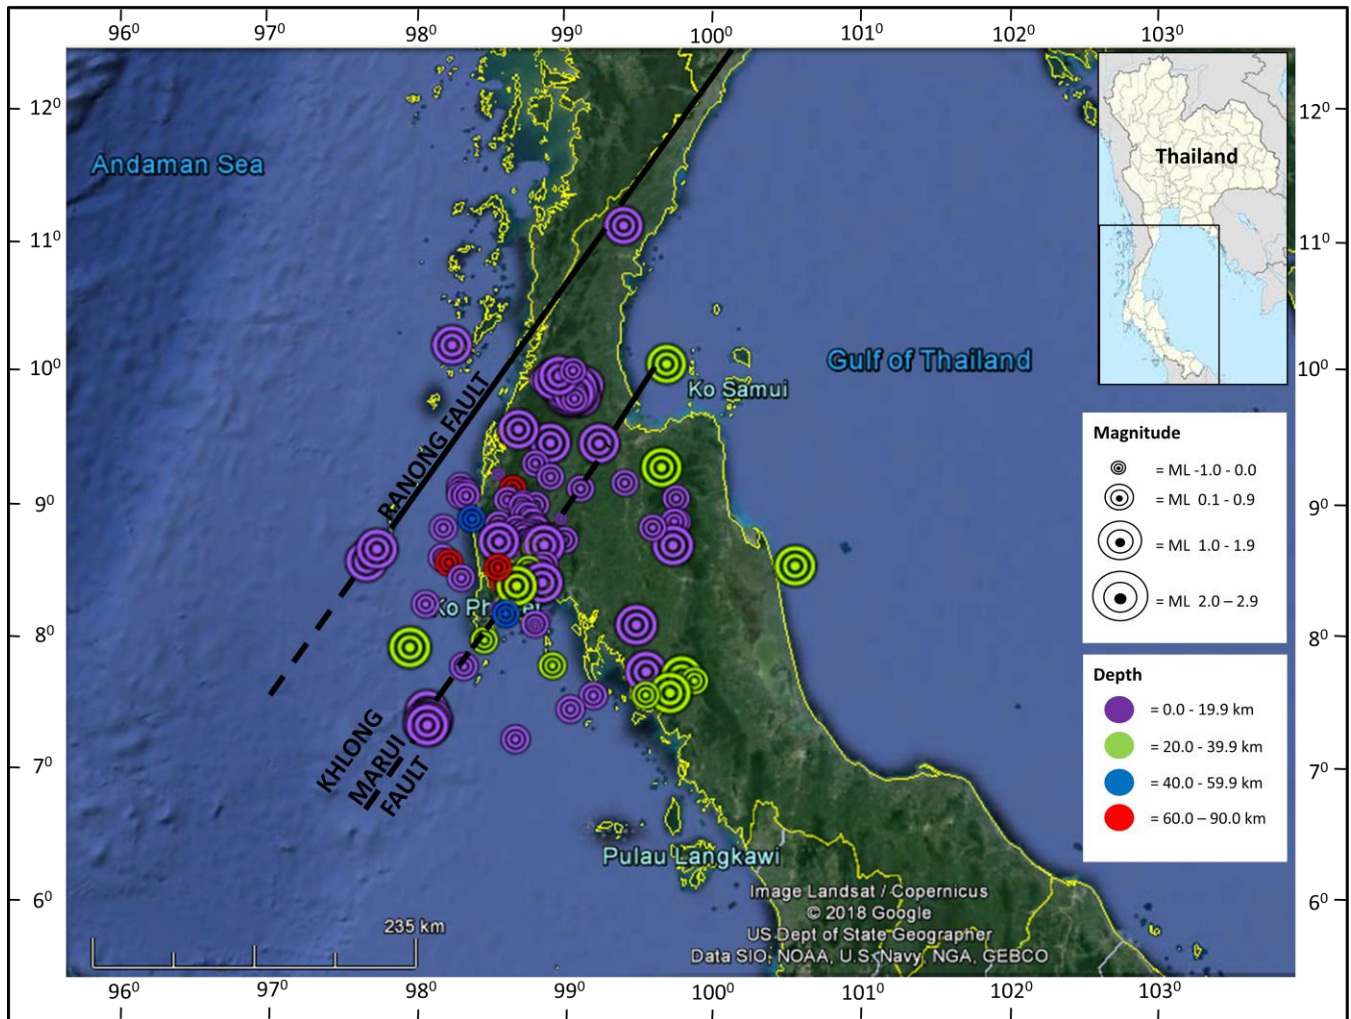 96⁰ 97⁰ 98⁰ 99⁰ 100⁰ 101⁰ 102⁰ 103⁰
12⁰ 12⁰
Andaman Sea
Thailand
11⁰ 11⁰
10⁰ 10⁰
Gulf of Thailand
Ko Samui
RANONG FAULT
Magnitude
= ML -1.0 - 0.0
= ML 0.1 - 0.9
= ML 1.0 - 1.9
= ML 2.0 – 2.9
9⁰ 9⁰
Ko Ph
8⁰ 8⁰
Depth
= 0.0 - 19.9 km
= 20.0 - 39.9 km
= 40.0 - 59.9 km
= 60.0 – 90.0 km
KHLONG
MARUI
FAULT
7⁰ 7⁰
Pulau Langkawi
6⁰ 6⁰
Image Landsat / Copernicus
© 2018 Google
US Dept of State Geographer
Data SIO, NOAA, U.S. Navy, NGA, GEBCO
235 km
96⁰ 97⁰ 98⁰ 99⁰ 100⁰ 101⁰ 102⁰ 103⁰